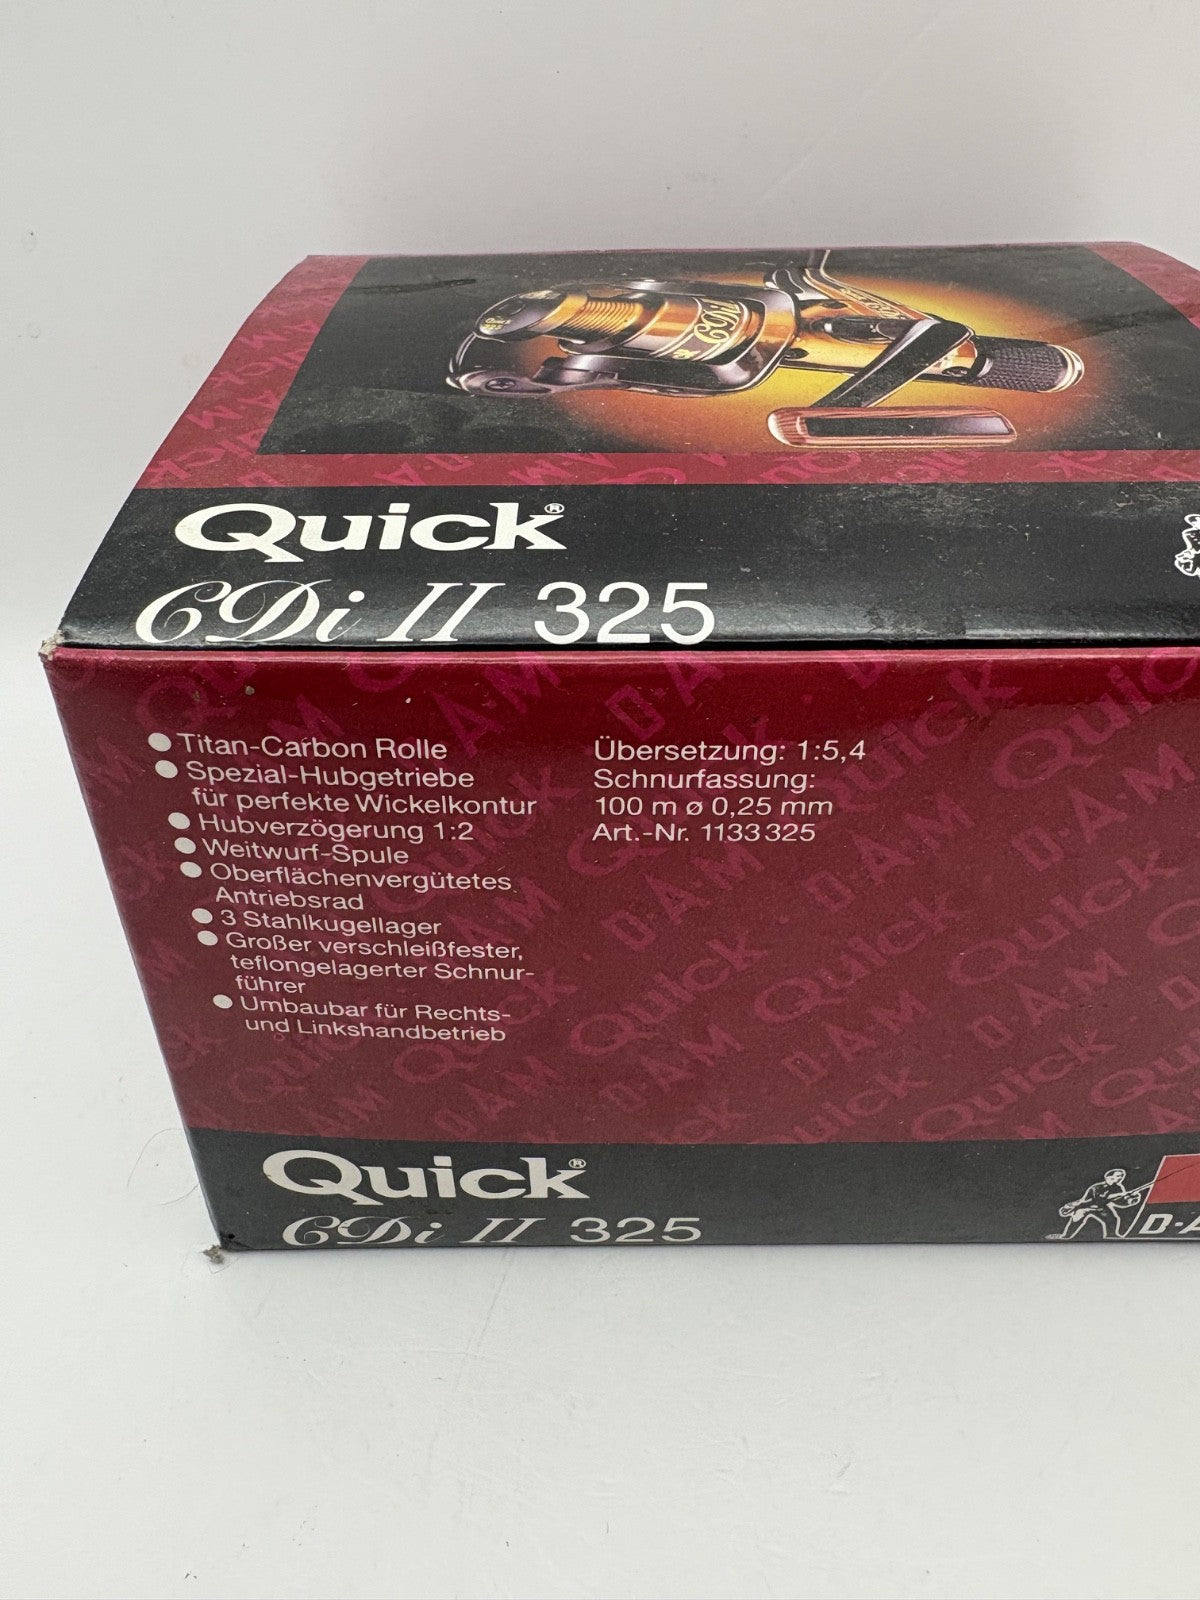 CDi
Quick®
CDi II 325
● Titan-Carbon Rolle
● Spezial-Hubgetriebe
für perfekte Wickelkontur
● Hubverzögerung 1:2
● Weitwurf-Spule
● Oberflächenvergütetes
Antriebsrad
● 3 Stahlkugellager
● Großer verschleißfester,
teflongelagerter Schnur-
führer
● Umbaubar für Rechts-
und Linkshandbetrieb
Übersetzung: 1:5,4
Schnurfassung:
100 m ø 0,25 mm
Art.-Nr. 1133325
Quick®
CDi II 325
D·A